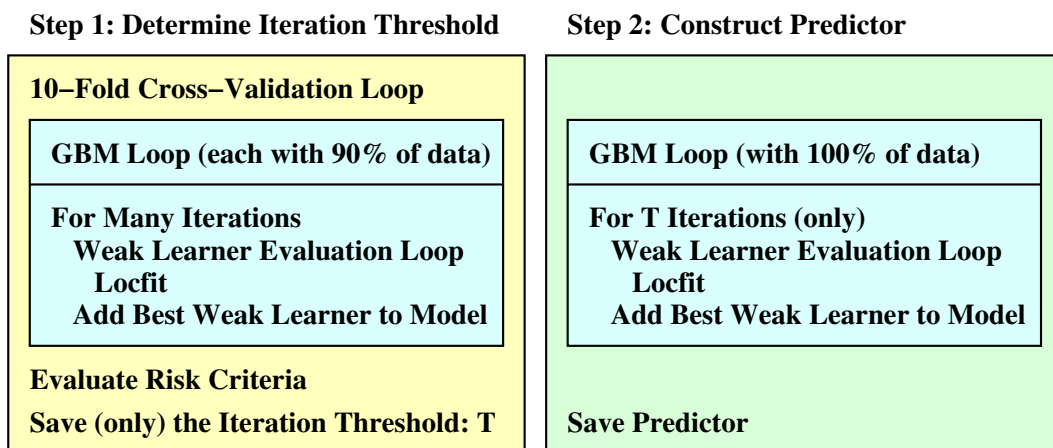 Step 1: Determine Iteration Threshold
10−Fold Cross−Validation Loop
GBM Loop (each with 90% of data)
For Many Iterations
Weak Learner Evaluation Loop
Locfit
Add Best Weak Learner to Model
Evaluate Risk Criteria
Save (only) the Iteration Threshold: T
Step 2: Construct Predictor
GBM Loop (with 100% of data)
For T Iterations (only)
Weak Learner Evaluation Loop
Locfit
Add Best Weak Learner to Model
Save Predictor